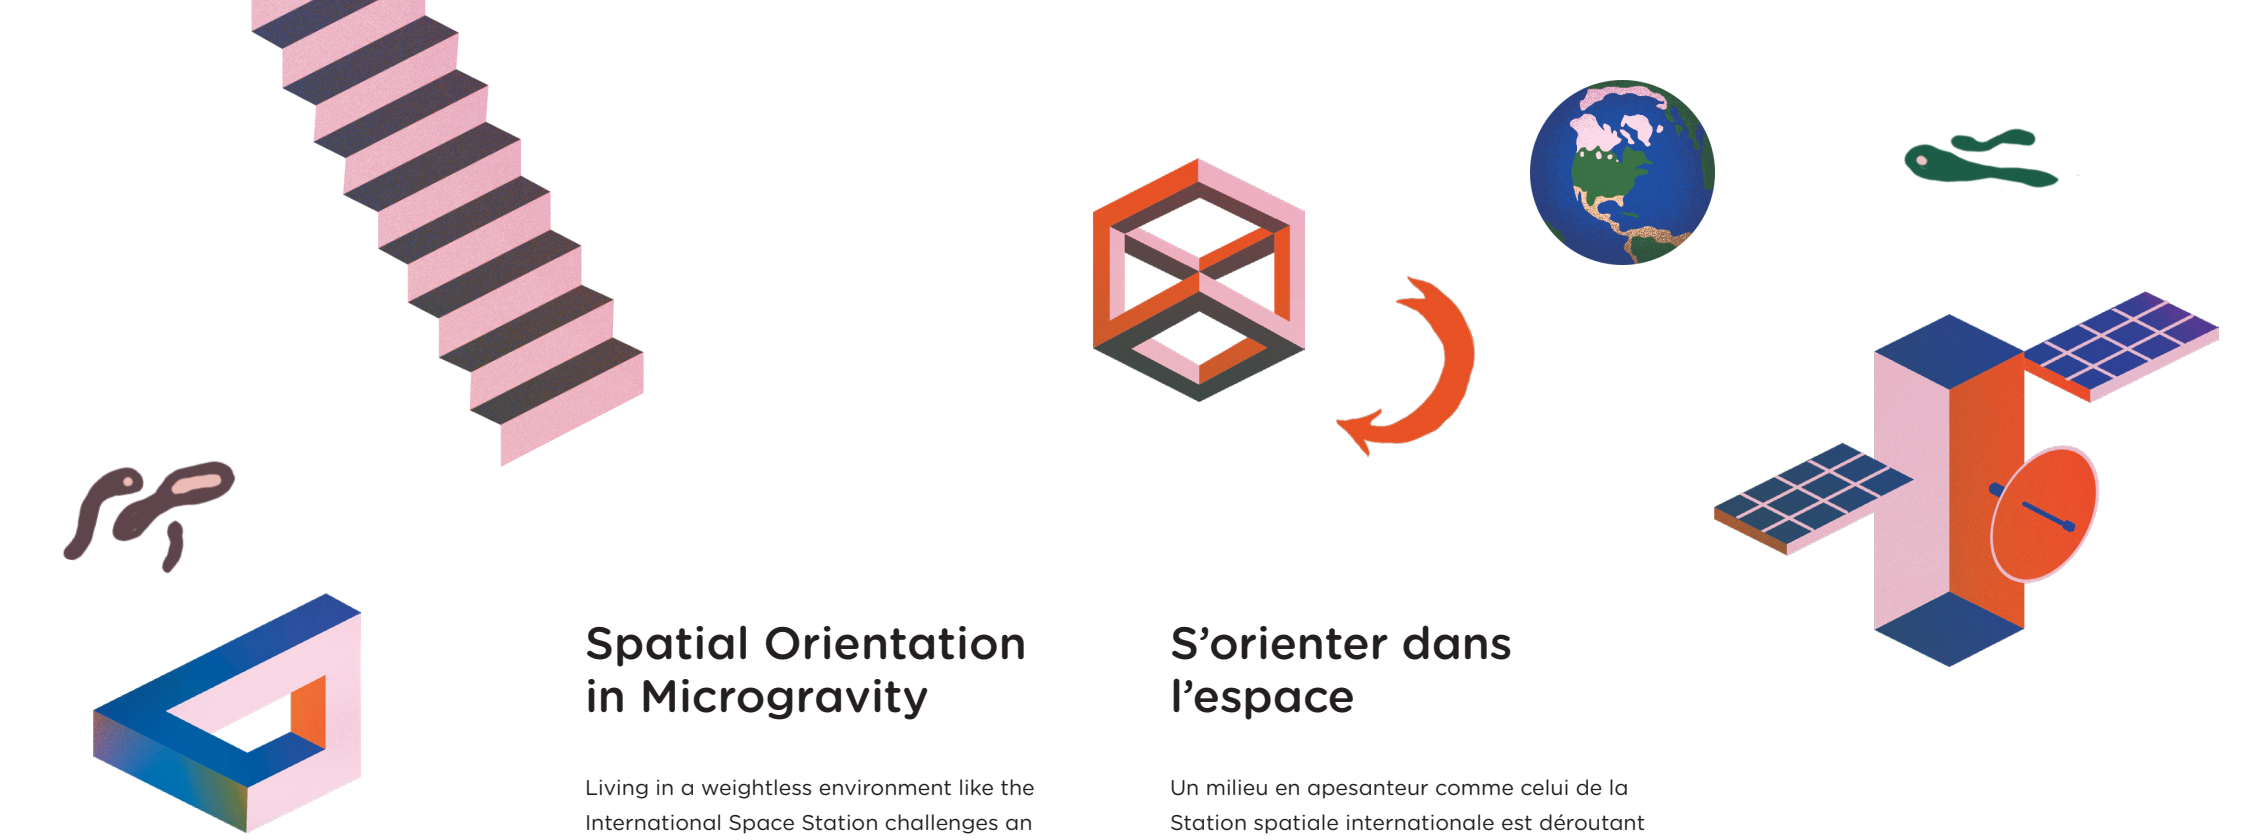 Spatial Orientation
in Microgravity
Living in a weightless environment like the
International Space Station challenges an
S’orienter dans
l’espace
Un milieu en apesanteur comme celui de la
Station spatiale internationale est déroutant